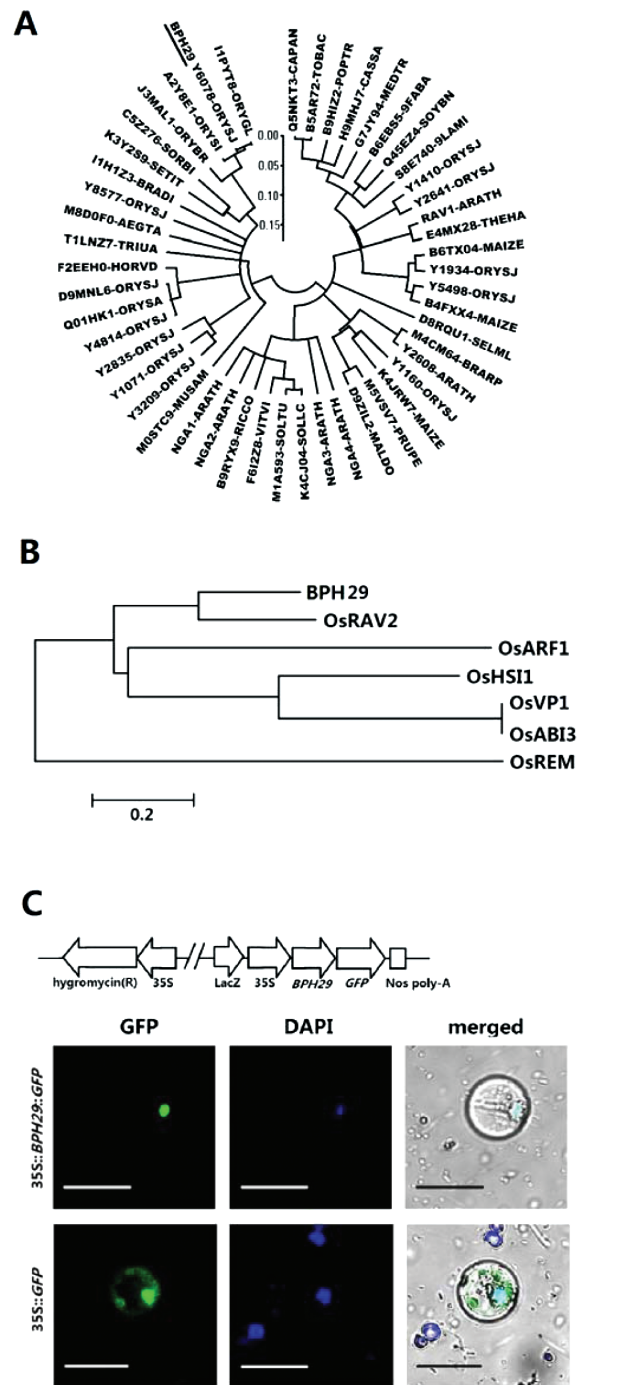 A
BPH29 Y6078-ORYSJ
I1PYT8-ORYGL
A2Y8E1-ORYSI
J3MAL1-ORYBR
C5Z276-SORBI
K3Y2S9-SETIT
I1H1Z3-BRADI
Y8577-ORYSJ
M8D0F0-AEGTA
T1LNZ7-TRIUA
F2EEH0-HORVD
D9MNL6-ORYSJ
Q01HK1-ORYSA
Y4814-ORYSJ
Y2835-ORYSJ
Y1071-ORYSJ
Y3209-ORYSJ
M0STC9-MUSAM
NGA1-ARATH
NGA2-ARATH
B9RYX9-RICCO
F6I2Z8-VITVI
M1A593-SOLTU
K4CJ04-SOLLC
NGA3-ARATH
NGA4-ARATH
D9ZIL2-MALDO
M5VSV7-PRUPE
K4JRW7-MAIZE
Y1160-ORYSJ
Y2608-ARATH
M4CM64-BRARP
D8RQU1-SELML
B4FXX4-MAIZE
Y5498-ORYSJ
Y1934-ORYSJ
B6TX04-MAIZE
E4MX28-THEHA
RAV1-ARATH
Y2641-ORYSJ
Y1410-ORYSJ
S8E740-9LAMI
Q45EZ4-SOYBN
B6EBS5-9FABA
G7JY94-MEDTR
H9MHJ7-CASSA
B9HIZ2-POPTR
B5AR72-TOBAC
Q5NKT3-CAPAN
0.00
0.05
0.10
0.15
B
BPH29
OsRAV2
OsARF1
OsHSI1
OsVP1
OsABI3
OsREM
0.2
C
hygromycin(R) 35S LacZ 35S BPH29 GFP Nos poly-A
GFP DAPI merged
35S::BPH29::GFP
35S::GFP